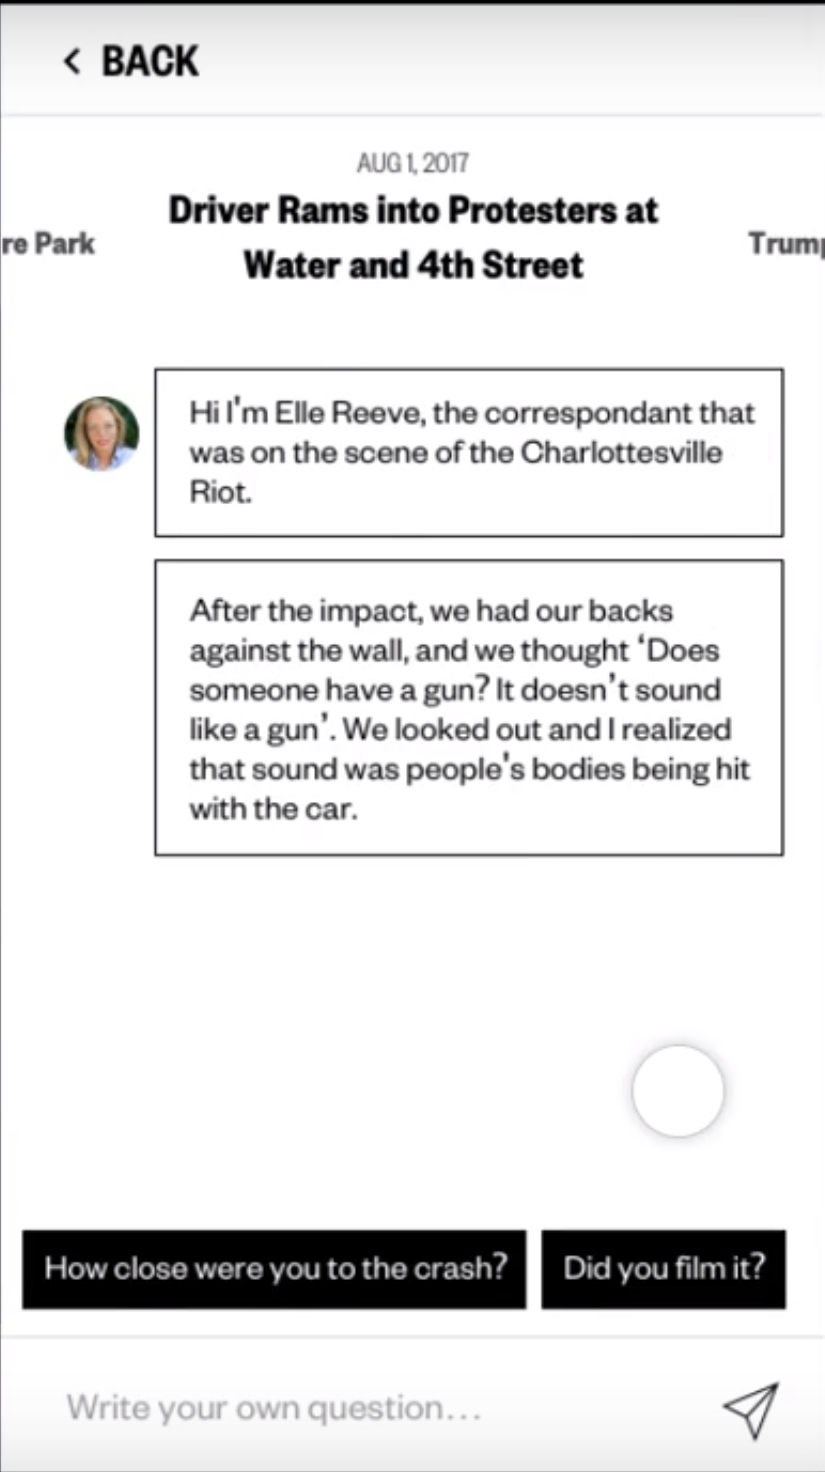 < BACK
AUG 1, 2017
re Park
Driver Rams into Protesters at
Water and 4th Street
Trump
Hi I'm Elle Reeve, the correspondant that
was on the scene of the Charlottesville
Riot.
After the impact, we had our backs
against the wall, and we thought ‘Does
someone have a gun? It doesn’t sound
like a gun’. We looked out and I realized
that sound was people's bodies being hit
with the car.
How close were you to the crash?
Did you film it?
Write your own question...